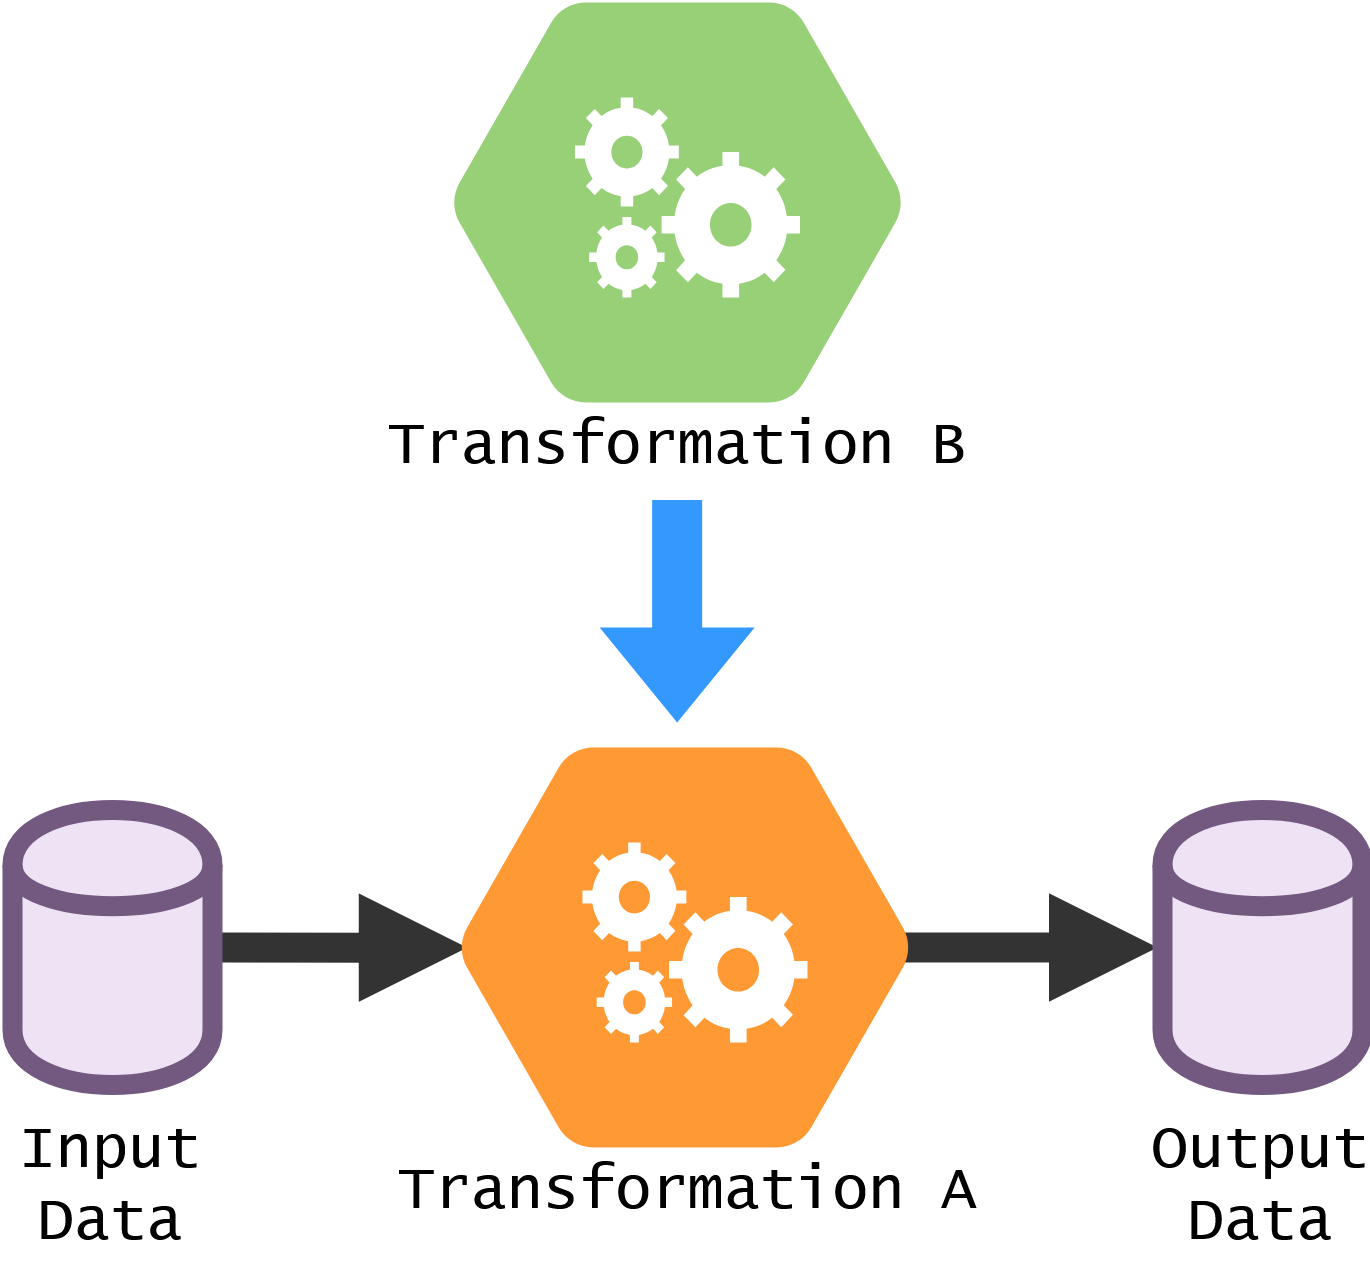 Transformation B
Transformation A
Input
Data
Output
Data